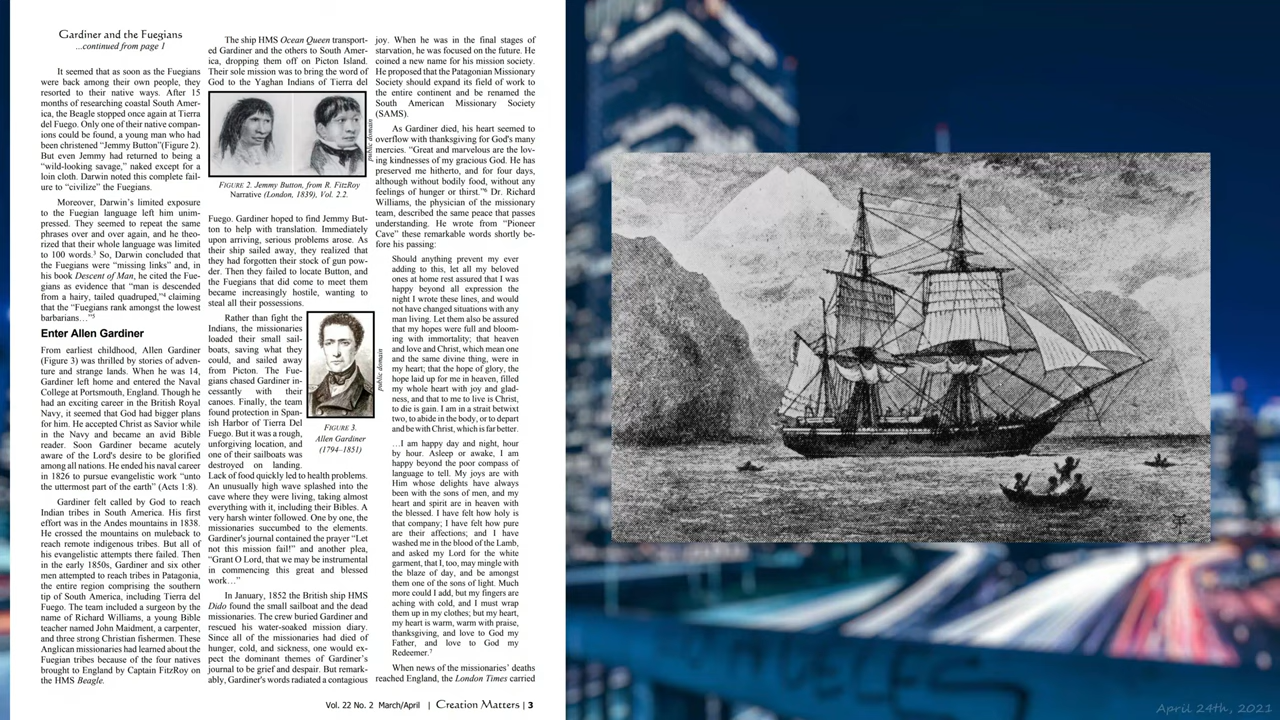 Gardiner and the Fuegians
...continued from page 1
It seemed that as soon as the Fuegians
were back among their own people, they
resorted to their native ways. After 15
months of researching coastal South Amer-
ica, the Beagle stopped once again at Tierra
del Fuego. Only one of their native compan-
ions could be found, a young man who had
been christened "Jemmy Button"(Figure 2).
But even Jemmy had returned to being a
"wild-looking savage," naked except for a
loin cloth. Darwin noted this complete fail-
ure to "civilize" the Fuegians.
Moreover, Darwin's limited exposure
to the Fuegian language left him unim-
pressed. They seemed to repeat the same
phrases over and over again, and he theo-
rized that their whole language was limited
to 100 words.³ So, Darwin concluded that
the Fuegians were "missing links" and, in
his book Descent of Man, he cited the Fue-
gians as evidence that "man is descended
from a hairy, tailed quadruped,"⁴ claiming
that the "Fuegians rank amongst the lowest
barbarians…"⁵
Enter Allen Gardiner
From earliest childhood, Allen Gardiner
(Figure 3) was thrilled by stories of adven-
ture and strange lands. When he was 14,
Gardiner left home and entered the Naval
College at Portsmouth, England. Though he
had an exciting career in the British Royal
Navy, it seemed that God had bigger plans
for him. He accepted Christ as Savior while
in the Navy and became an avid Bible
reader. Soon Gardiner became acutely
aware of the Lord's desire to be glorified
among all nations. He ended his naval career
in 1826 to pursue evangelistic work "unto
the uttermost part of the earth" (Acts 1:8).
Gardiner felt called by God to reach
Indian tribes in South America. His first
effort was in the Andes mountains in 1838.
He crossed the mountains on muleback to
reach remote indigenous tribes. But all of
his evangelistic attempts there failed. Then
in the early 1850s, Gardiner and six other
men attempted to reach tribes in Patagonia,
the entire region comprising the southern
tip of South America, including Tierra del
Fuego. The team included a surgeon by the
name of Richard Williams, a young Bible
teacher named John Maidment, a carpenter,
and three strong Christian fishermen. These
Anglican missionaries had learned about the
Fuegian tribes because of the four natives
brought to England by Captain FitzRoy on
the HMS Beagle.
The ship HMS Ocean Queen transport-
ed Gardiner and the others to South Amer-
ica, dropping them off on Picton Island.
Their sole mission was to bring the word of
God to the Yaghan Indians of Tierra del
public domain
FIGURE 2. Jemmy Button, from R. FitzRoy
Narrative (London, 1839), Vol. 2.2.
Fuego. Gardiner hoped to find Jemmy But-
ton to help with translation. Immediately
upon arriving, serious problems arose. As
their ship sailed away, they realized that
they had forgotten their stock of gun pow-
der. Then they failed to locate Button, and
the Fuegians that did come to meet them
became increasingly hostile, wanting to
steal all their possessions.
Rather than fight the
Indians, the missionaries
loaded their small sail-
boats, saving what they
could, and sailed away
from Picton. The Fue-
gians chased Gardiner in-
cessantly with their
canoes. Finally, the team
found protection in Span-
ish Harbor of Tierra Del
Fuego. But it was a rough,
unforgiving location, and
one of their sailboats was
destroyed on landing.
public domain
FIGURE 3.
Allen Gardiner
(1794–1851)
Lack of food quickly led to health problems.
An unusually high wave splashed into the
cave where they were living, taking almost
everything with it, including their Bibles. A
very harsh winter followed. One by one, the
missionaries succumbed to the elements.
Gardiner's journal contained the prayer "Let
not this mission fail!" and another plea,
"Grant O Lord, that we may be instrumental
in commencing this great and blessed
work…"
In January, 1852 the British ship HMS
Dido found the small sailboat and the dead
missionaries. The crew buried Gardiner and
rescued his water-soaked mission diary.
Since all of the missionaries had died of
hunger, cold, and sickness, one would ex-
pect the dominant themes of Gardiner's
journal to be grief and despair. But remark-
ably, Gardiner's words radiated a contagious
joy. When he was in the final stages of
starvation, he was focused on the future. He
coined a new name for his mission society.
He proposed that the Patagonian Missionary
Society should expand its field of work to
the entire continent and be renamed the
South American Missionary Society
(SAMS).
As Gardiner died, his heart seemed to
overflow with thanksgiving for God's many
mercies. "Great and marvelous are the lov-
ing kindnesses of my gracious God. He has
preserved me hitherto, and for four days,
although without bodily food, without any
feelings of hunger or thirst."⁶ Dr. Richard
Williams, the physician of the missionary
team, described the same peace that passes
understanding. He wrote from "Pioneer
Cave" these remarkable words shortly be-
fore his passing:
Should anything prevent my ever
adding to this, let all my beloved
ones at home rest assured that I was
happy beyond all expression the
night I wrote these lines, and would
not have changed situations with any
man living. Let them also be assured
that my hopes were full and bloom-
ing with immortality; that heaven
and love and Christ, which mean one
and the same divine thing, were in
my heart; that the hope of glory, the
hope laid up for me in heaven, filled
my whole heart with joy and glad-
ness, and that to me to live is Christ,
to die is gain. I am in a strait betwixt
two, to abide in the body, or to depart
and be with Christ, which is far better.
…I am happy day and night, hour
by hour. Asleep or awake, I am
happy beyond the poor compass of
language to tell. My joys are with
Him whose delights have always
been with the sons of men, and my
heart and spirit are in heaven with
the blessed. I have felt how holy is
that company; I have felt how pure
are their affections; and I have
washed me in the blood of the Lamb,
and asked my Lord for the white
garment, that I, too, may mingle with
the blaze of day, and be amongst
them one of the sons of light. Much
more could I add, but my fingers are
aching with cold, and I must wrap
them up in my clothes; but my heart,
my heart is warm, warm with praise,
thanksgiving, and love to God my
Father, and love to God my
Redeemer.⁷
When news of the missionaries' deaths
reached England, the London Times carried
Vol. 22 No. 2 March/April | Creation Matters | 3
April 24th, 2021